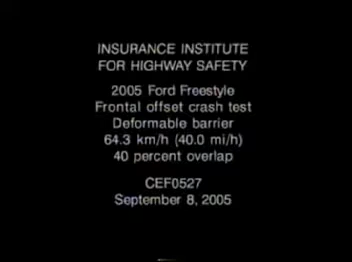 INSURANCE INSTITUTE
FOR HIGHWAY SAFETY
2005 Ford Freestyle
Frontal offset crash test
Deformable barrier
64.3 km/h (40.0 mi/h)
40 percent overlap
CEF0527
September 8, 2005